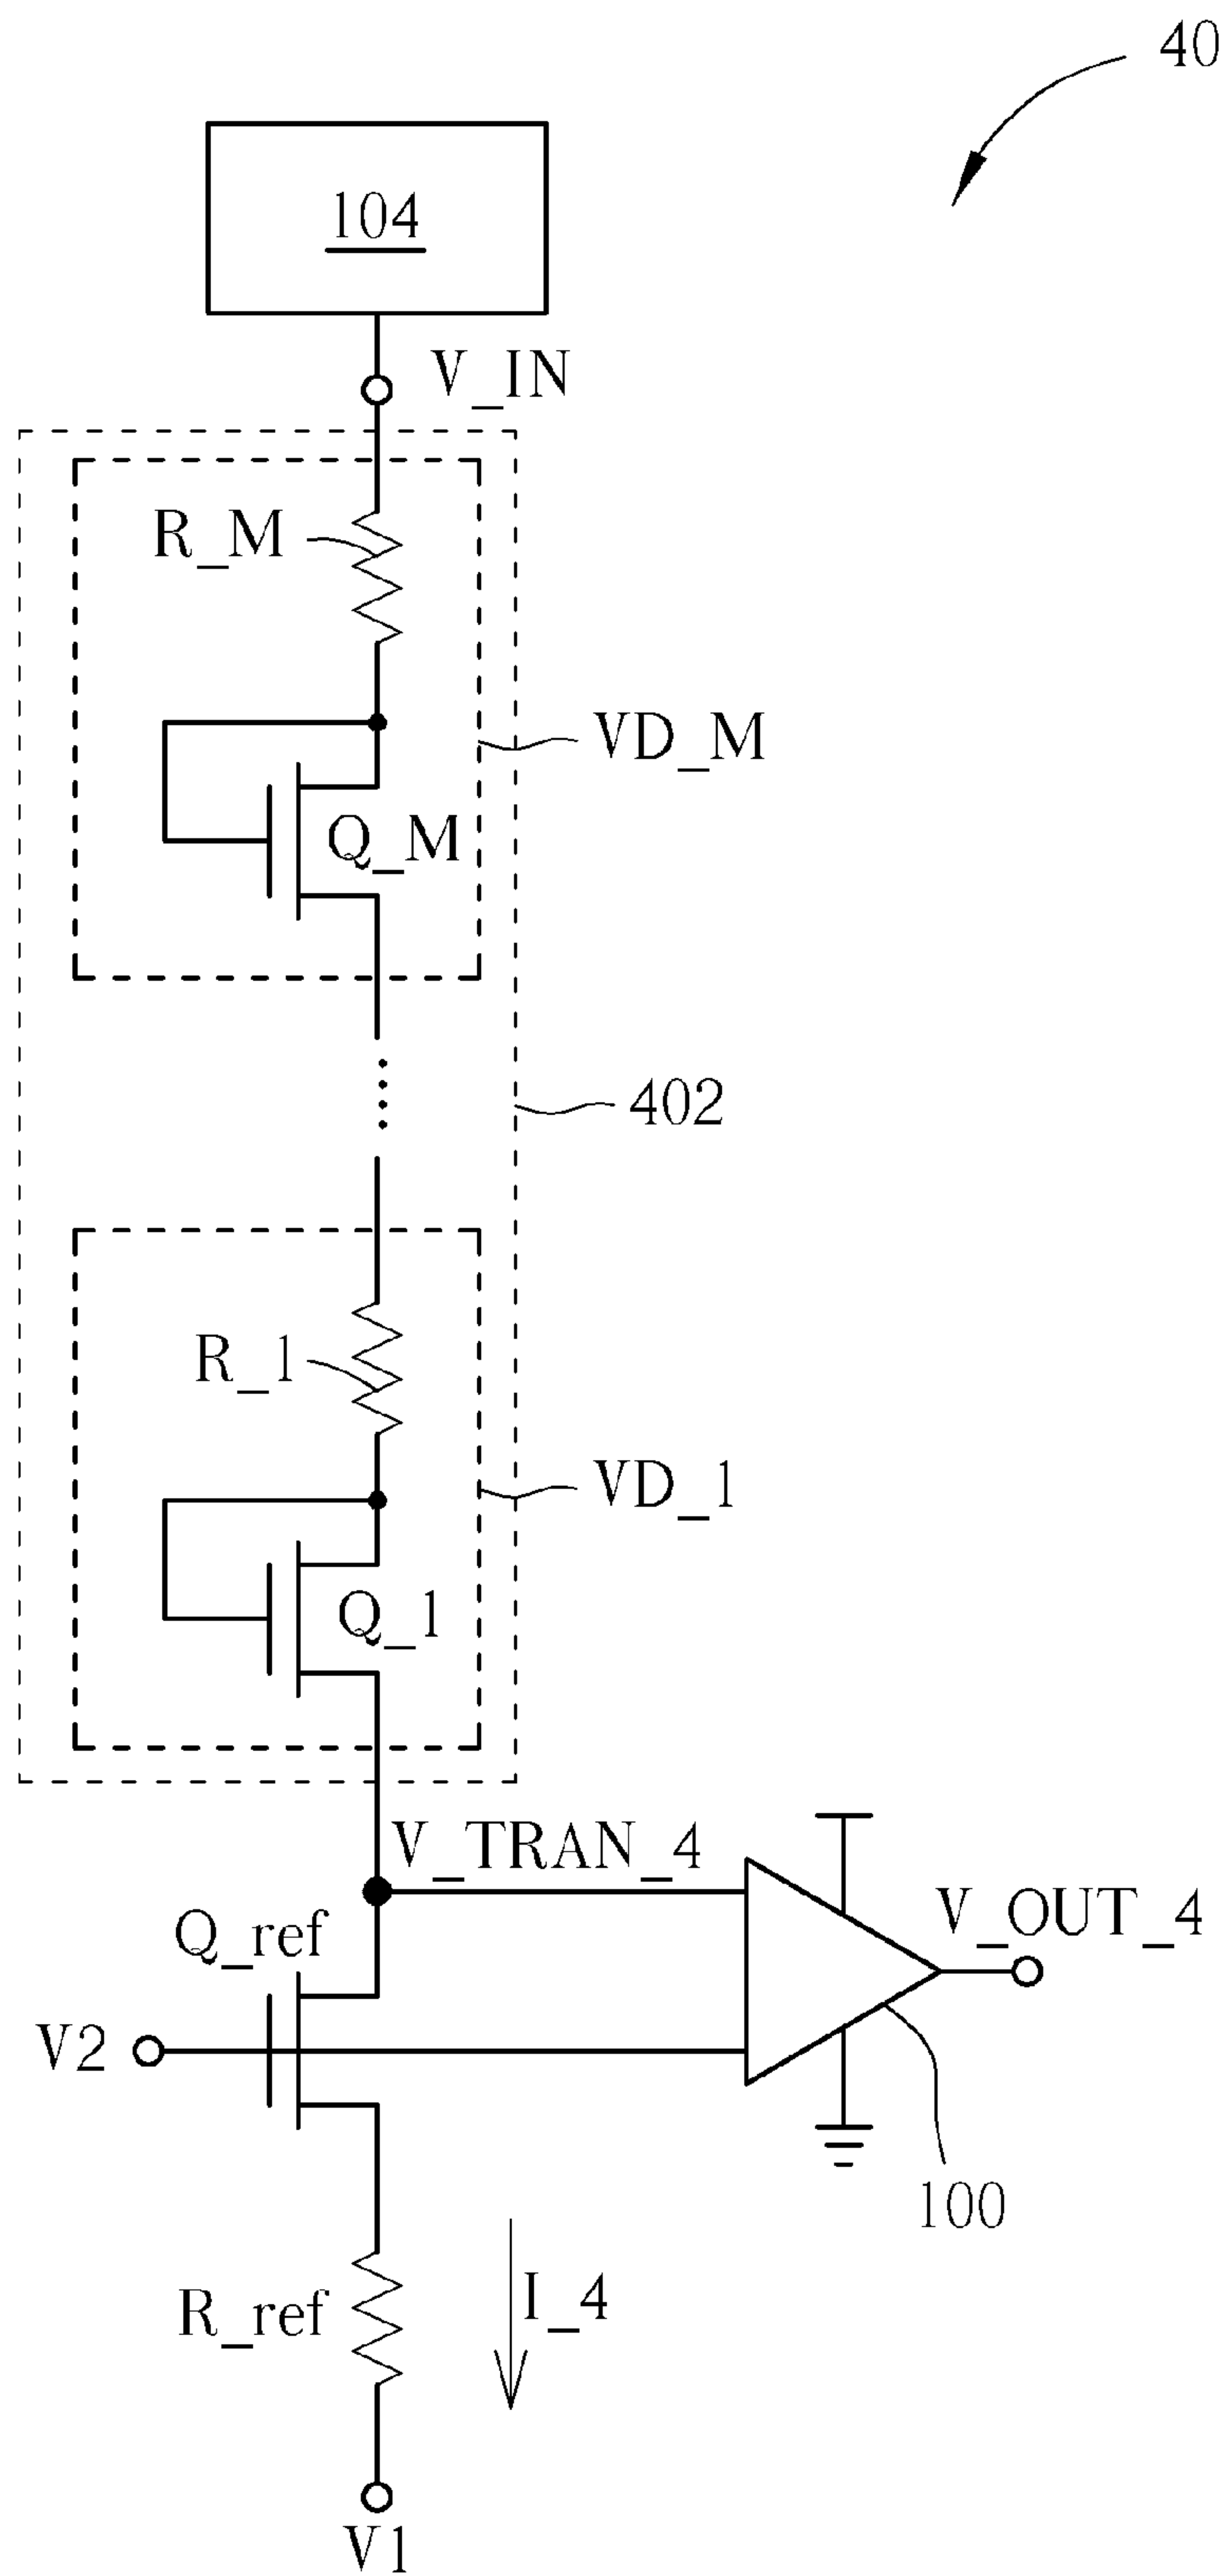 40
104
V_IN
R_M
VD_M
Q_M
402
R_1
VD_1
Q_1
V_TRAN_4
V_OUT_4
Q_ref
V2
100
R_ref
I_4
V1